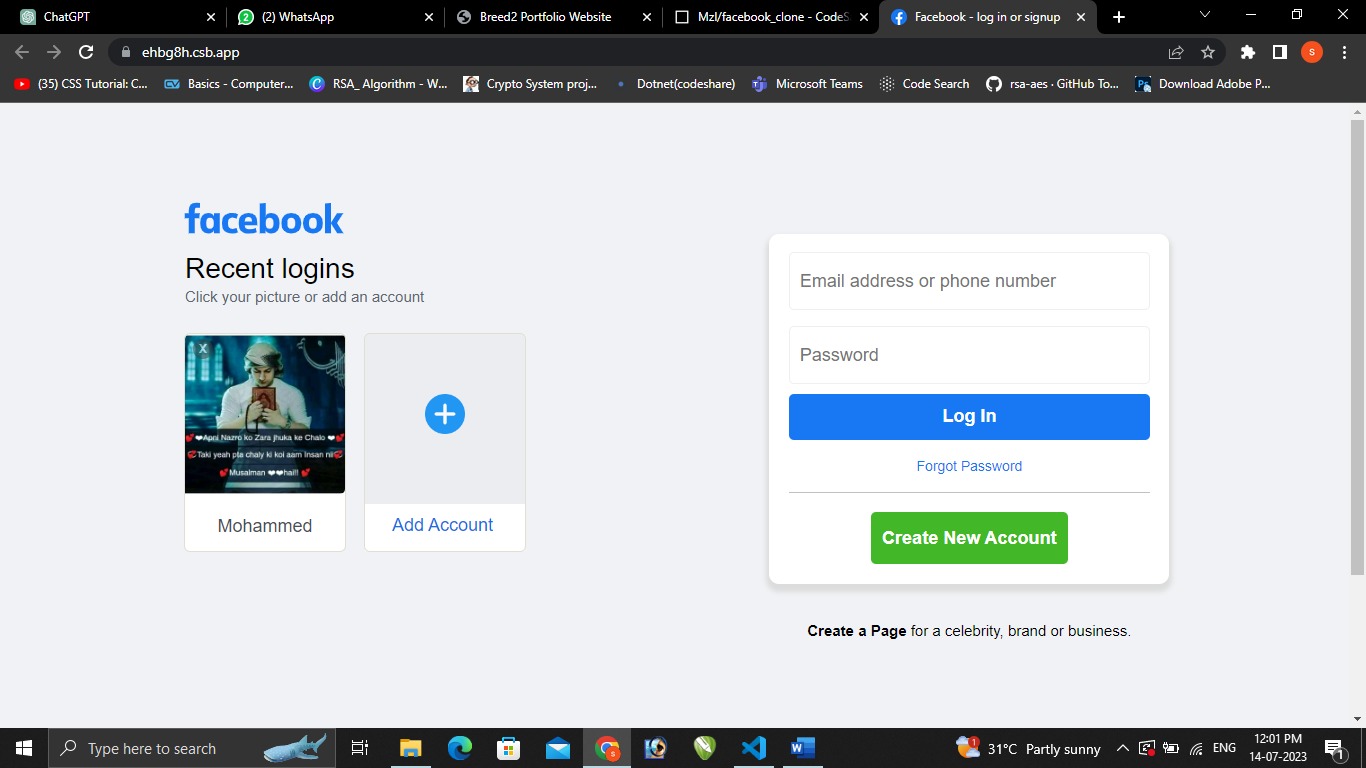 ChatGPT
(2) WhatsApp
Breed2 Portfolio Website
Mzl/facebook_clone - CodeS
Facebook - log in or signup
ehbg8h.csb.app
S
(35) CSS Tutorial: C...
Basics - Computer...
RSA_ Algorithm - W...
Crypto System proj...
Dotnet(codeshare)
Microsoft Teams
Code Search
rsa-aes · GitHub To...
Download Adobe P...
facebook
Recent logins
Click your picture or add an account
X
Apni Nazro ko Zara jhuka ke Chalo
Taki yeah pta chaly ki koi aam Insan ni
Musalman ❤❤hai!!
Mohammed
Add Account
Email address or phone number
Password
Log In
Forgot Password
Create New Account
Create a Page for a celebrity, brand or business.
Type here to search
31°C Partly sunny
ENG
12:01 PM
14-07-2023
1